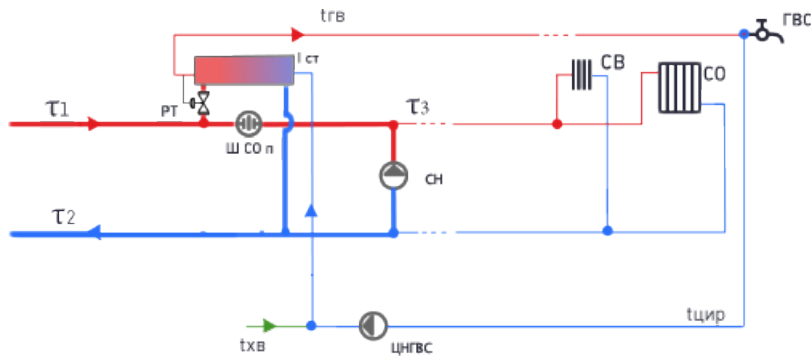 tгв
ГВС
I ст
СВ
СО
τ1
РТ
τ3
Ш СО п
СН
τ2
tцир
tхв
ЦНГВС